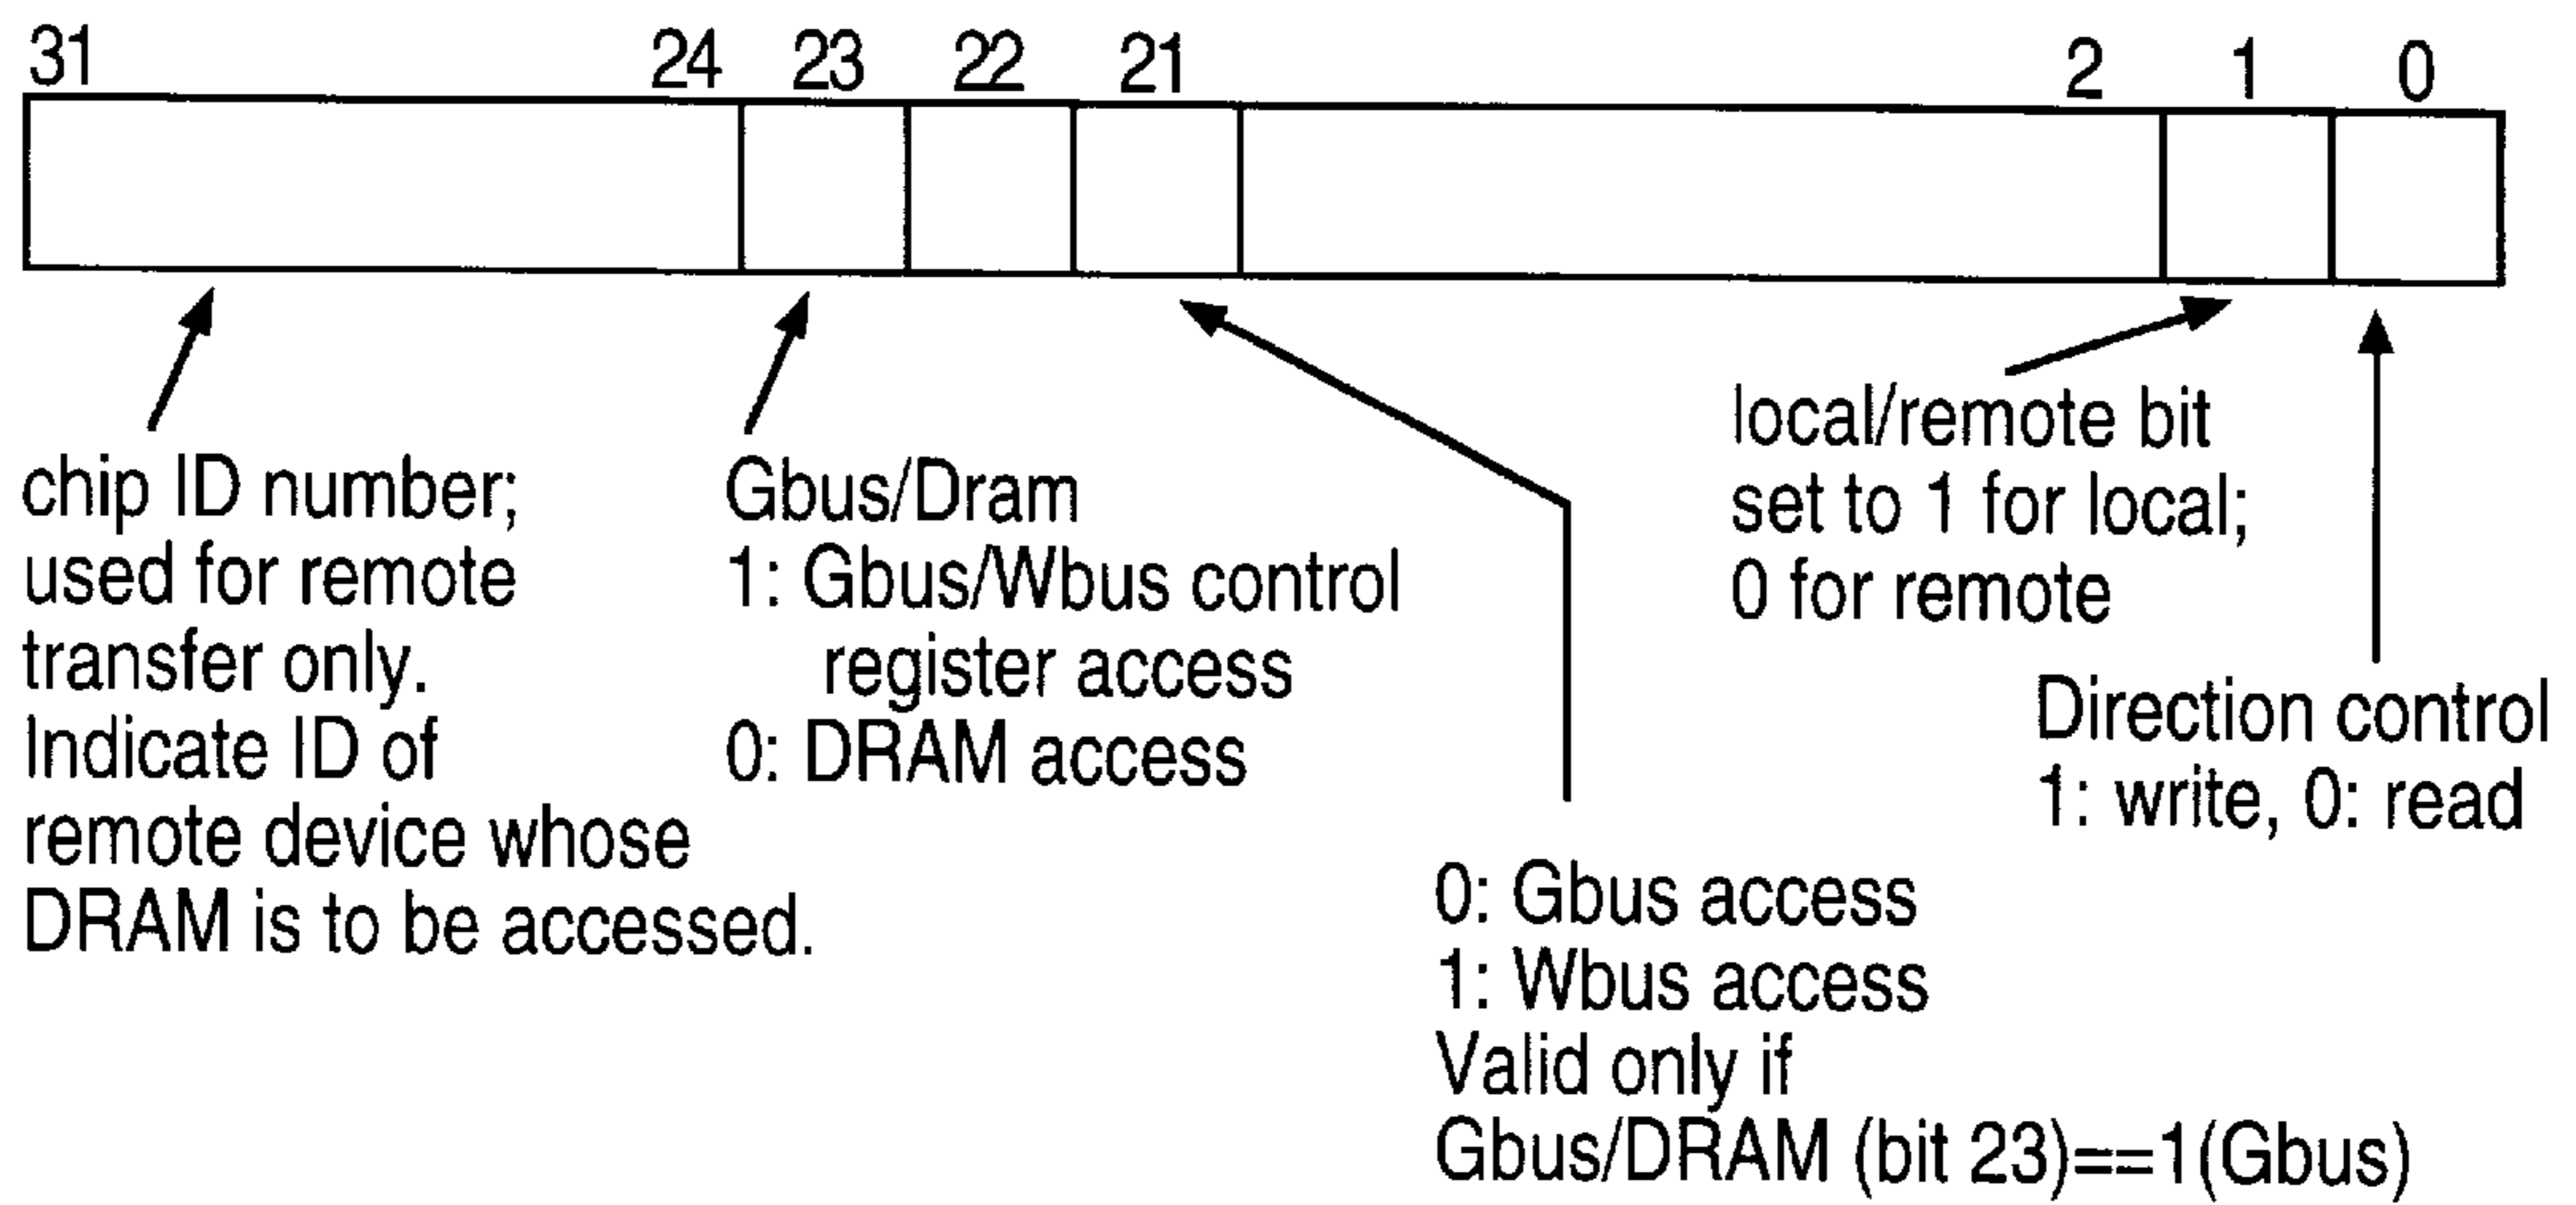 31 24 23 22 21 2 1 0
chip ID number;
used for remote
transfer only.
Indicate ID of
remote device whose
DRAM is to be accessed.
Gbus/Dram
1: Gbus/Wbus control
register access
0: DRAM access
0: Gbus access
1: Wbus access
Valid only if
Gbus/DRAM (bit 23)==1(Gbus)
local/remote bit
set to 1 for local;
0 for remote
Direction control
1: write, 0: read